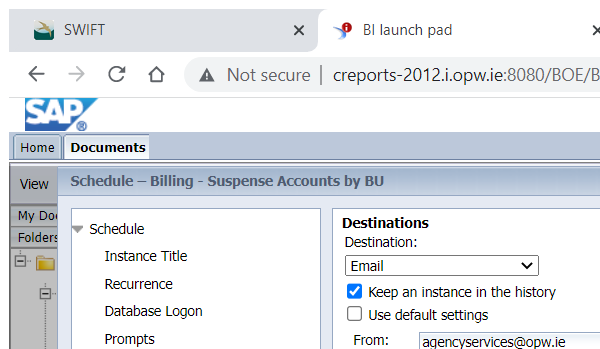 SWIFT
BI launch pad
Not secure | creports-2012.i.opw.ie:8080/BOE/B
SAP
Home
Documents
View
Schedule – Billing - Suspense Accounts by BU
My Doc
Folders
Schedule
Instance Title
Recurrence
Database Logon
Prompts
Destinations
Destination:
Email
Keep an instance in the history
Use default settings
From:
agencyservices@opw.ie